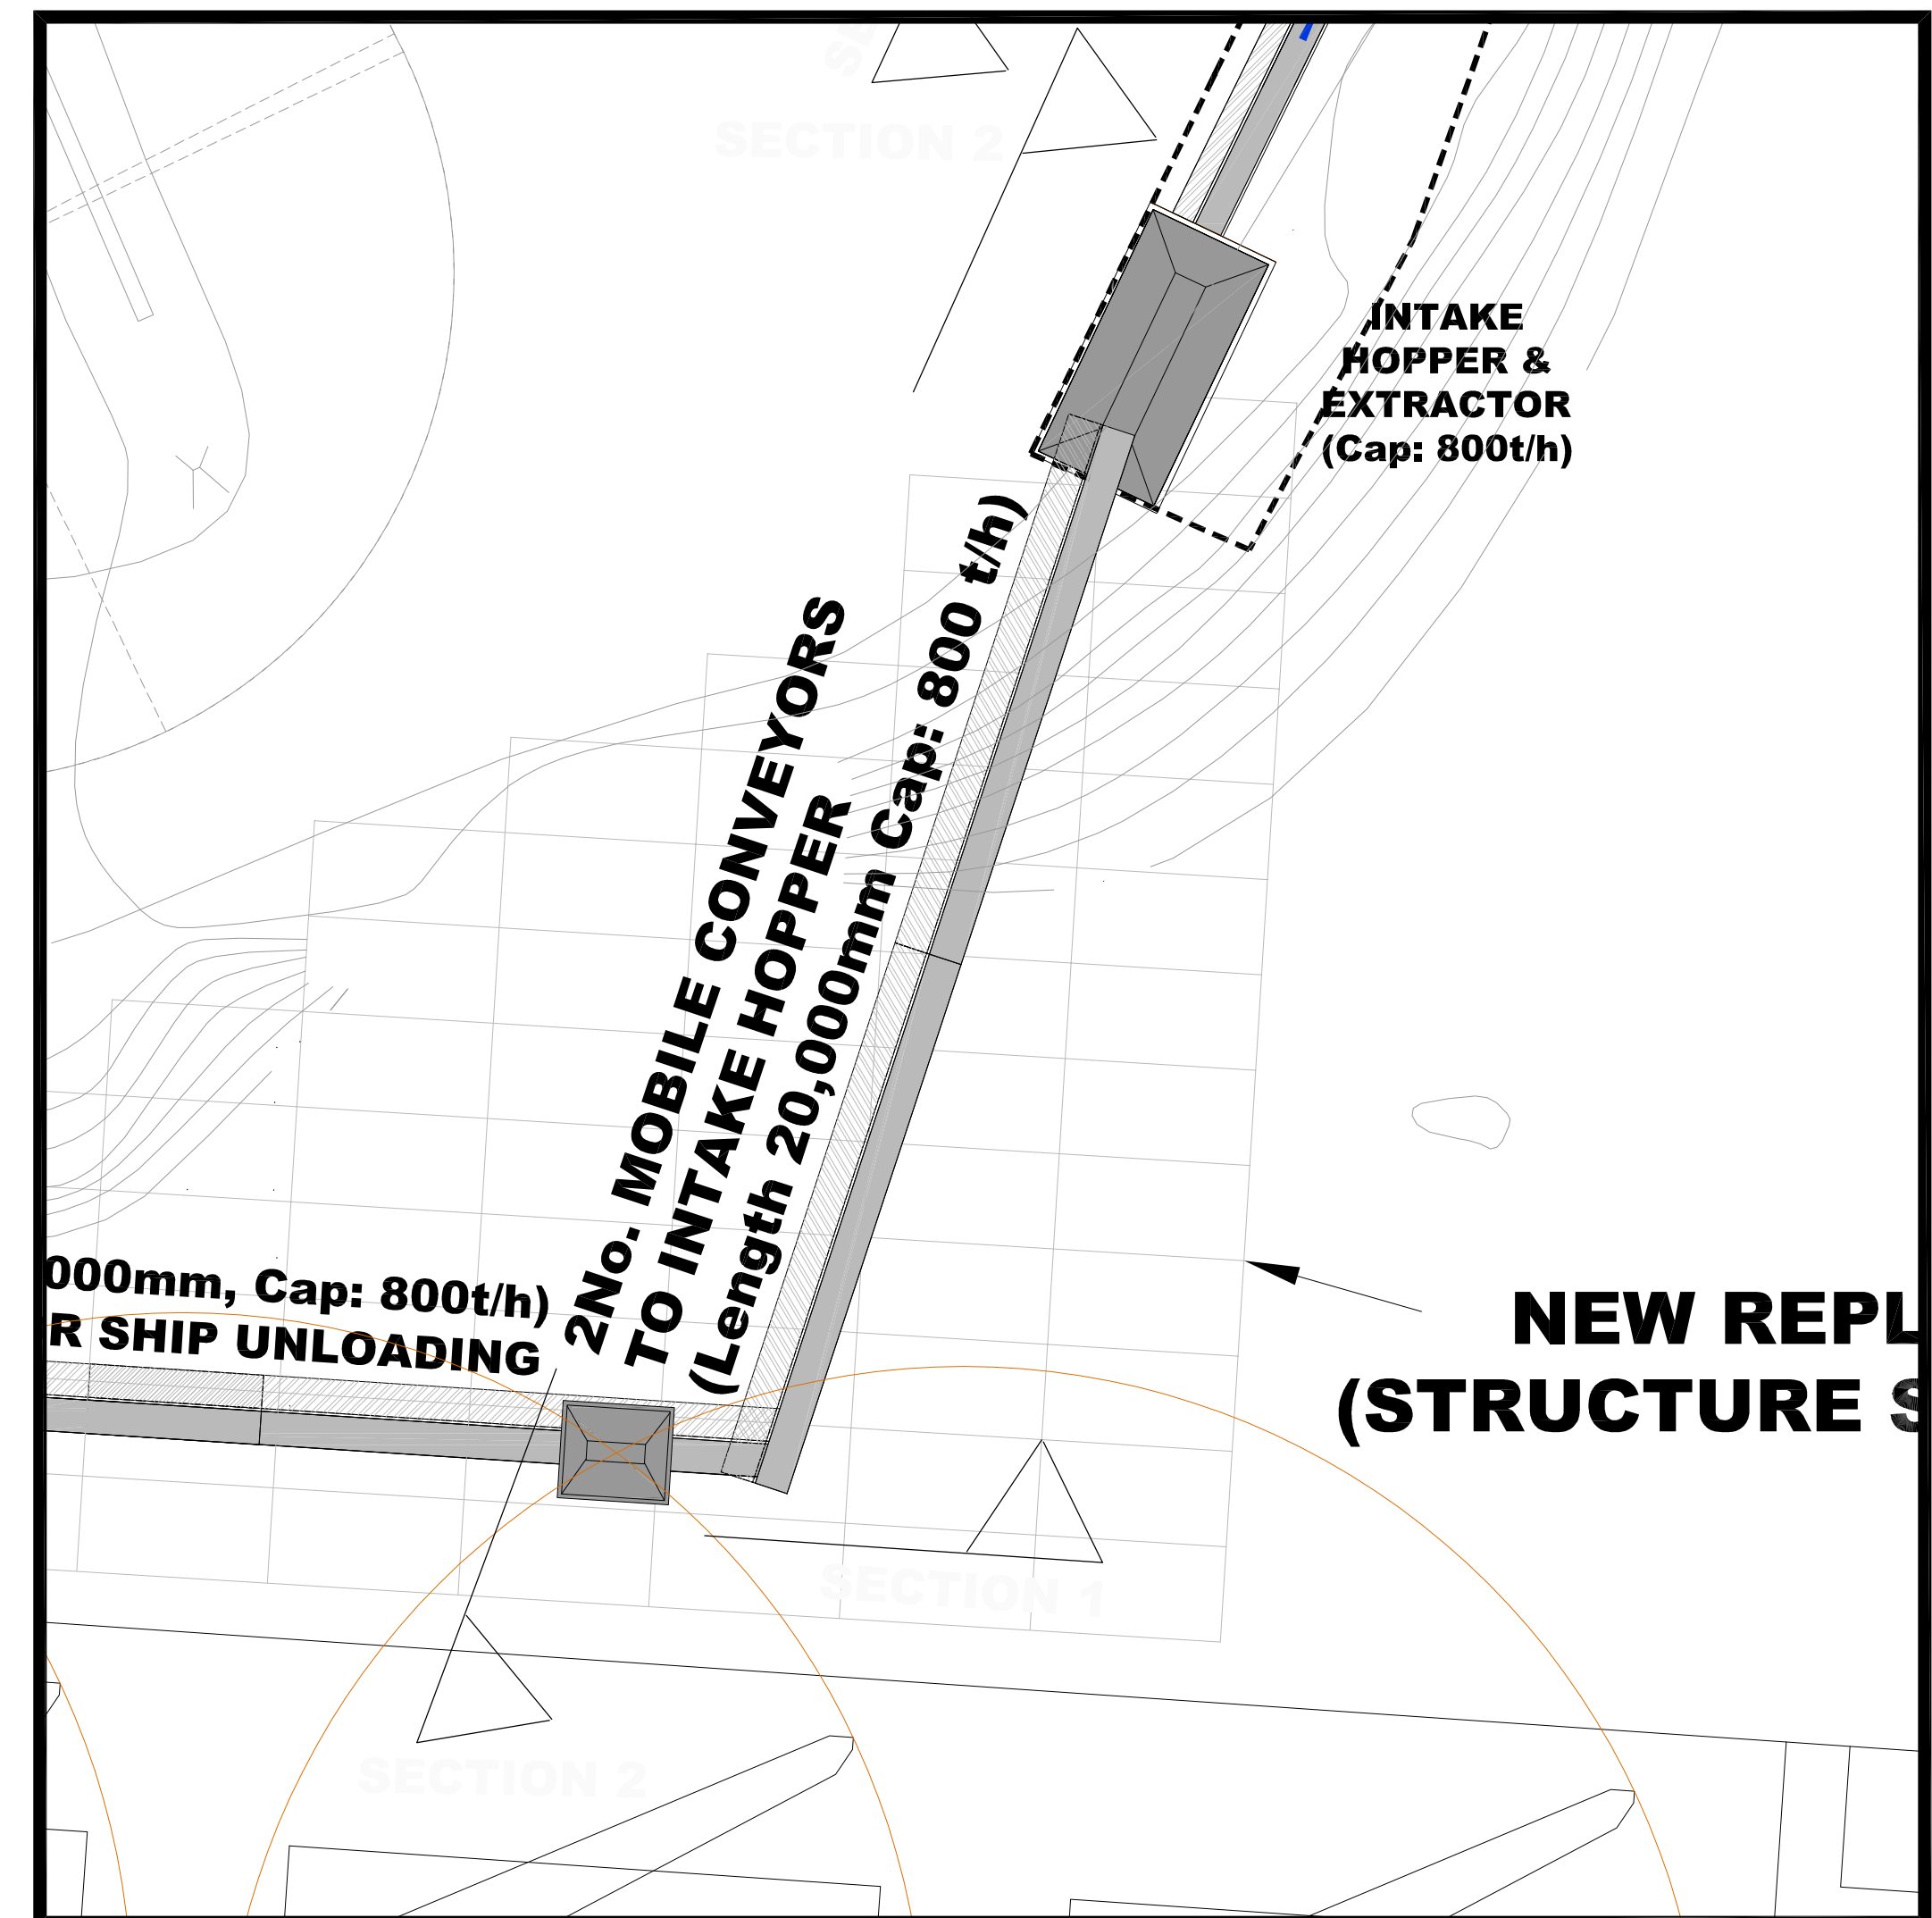 SECTION 2
INTAKE
HOPPER &
EXTRACTOR
(Cap: 800t/h)
2No. MOBILE CONVEYORS
TO INTAKE HOPPER
(Length 20,000mm Cap: 800 t/h)
000mm, Cap: 800t/h)
R SHIP UNLOADING
NEW REPL
(STRUCTURE S
SECTION 1
SECTION 2